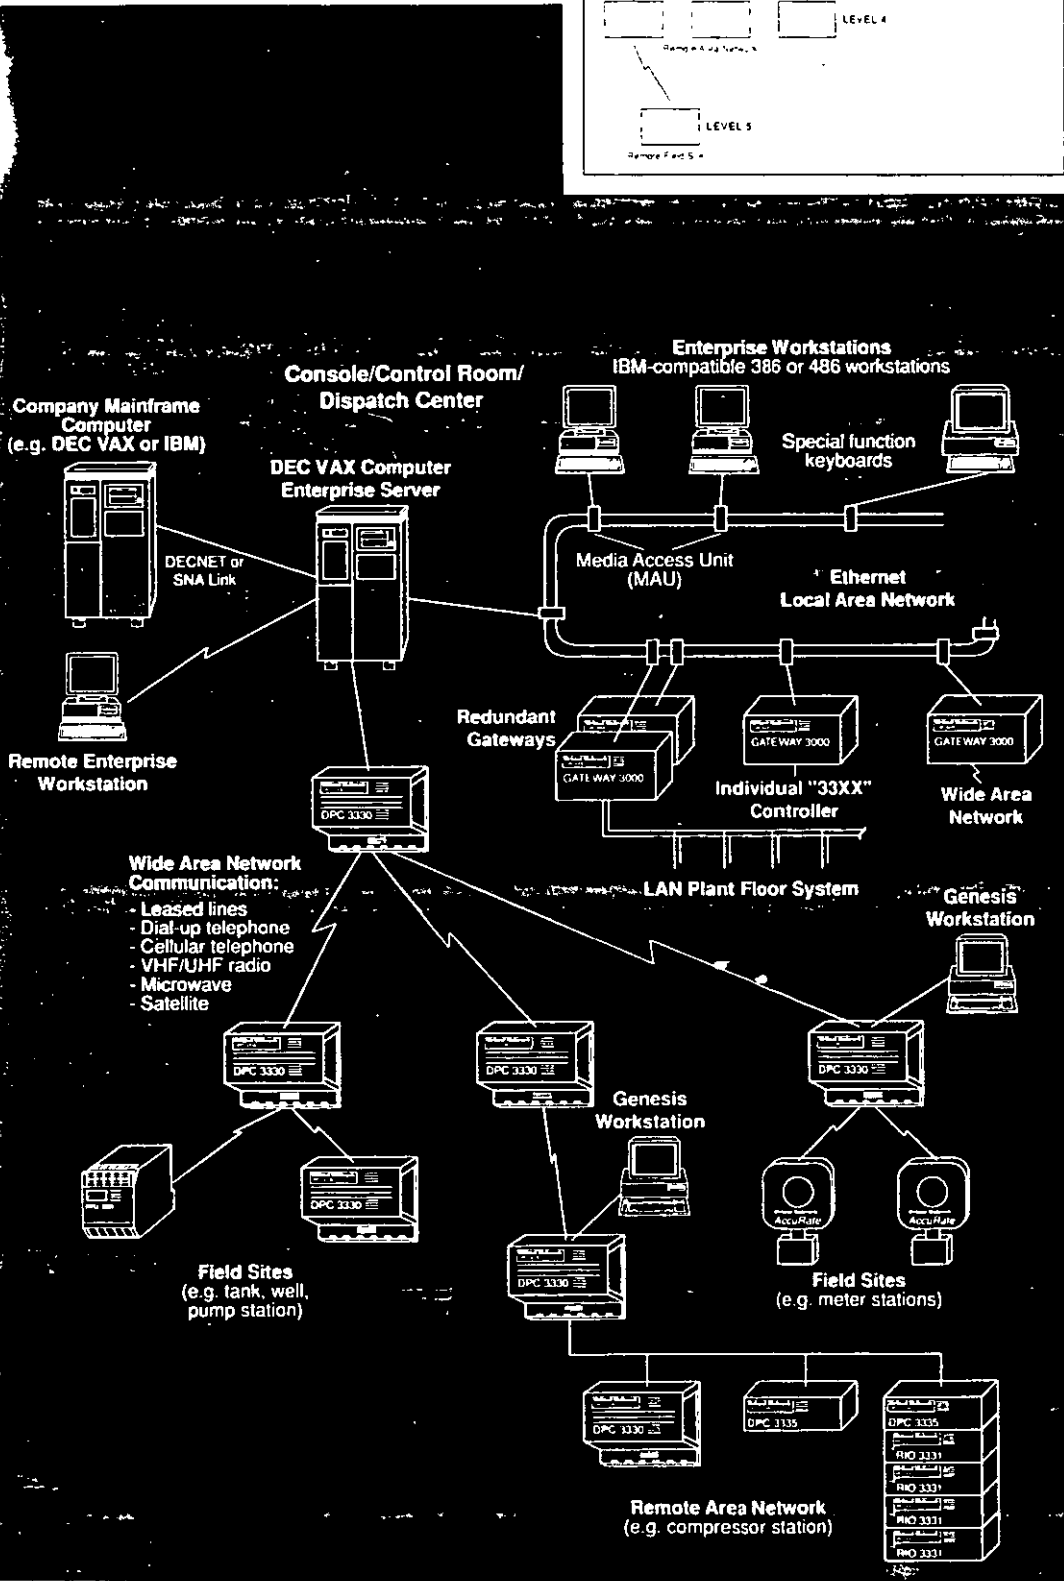 LEVEL 4
Remote Area Network
LEVEL 5
Remote Field Site
Enterprise Workstations
IBM-compatible 386 or 486 workstations
Console/Control Room/
Dispatch Center
Company Mainframe
Computer
(e.g. DEC VAX or IBM)
Special function
keyboards
DEC VAX Computer
Enterprise Server
DECNET or
SNA Link
Media Access Unit
(MAU)
Ethernet
Local Area Network
Redundant
Gateways
GATEWAY 3000
GATEWAY 3000
GATEWAY 3000
Remote Enterprise
Workstation
Individual "33XX"
Controller
Wide Area
Network
DPC 3330
Wide Area Network
Communication:
- Leased lines
- Dial-up telephone
- Cellular telephone
- VHF/UHF radio
- Microwave
- Satellite
LAN Plant Floor System
Genesis
Workstation
DPC 3330
DPC 3330
DPC 3330
Genesis
Workstation
DPC 3330
AccuRate
AccuRate
DPC 3330
Field Sites
(e.g. tank, well,
pump station)
Field Sites
(e.g. meter stations)
DPC 3330
DPC 3335
DPC 3335
RIO 3331
RIO 3331
RIO 3331
RIO 3331
Remote Area Network
(e.g. compressor station)